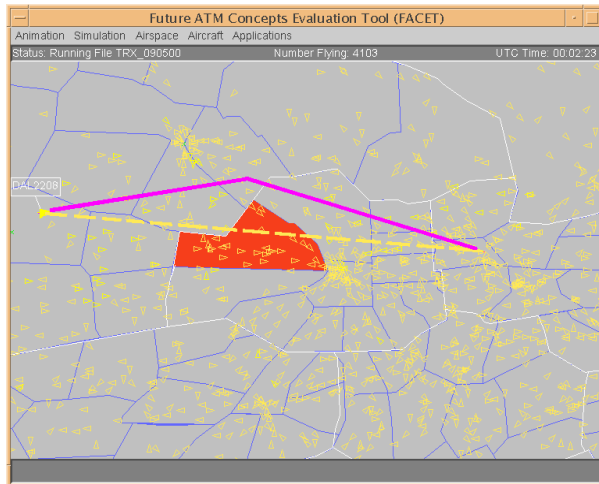 Future ATM Concepts Evaluation Tool (FACET)
Animation Simulation Airspace Aircraft Applications
Status: Running File TRX_090500 Number Flying: 4103 UTC Time: 00:02:23
DAL2208